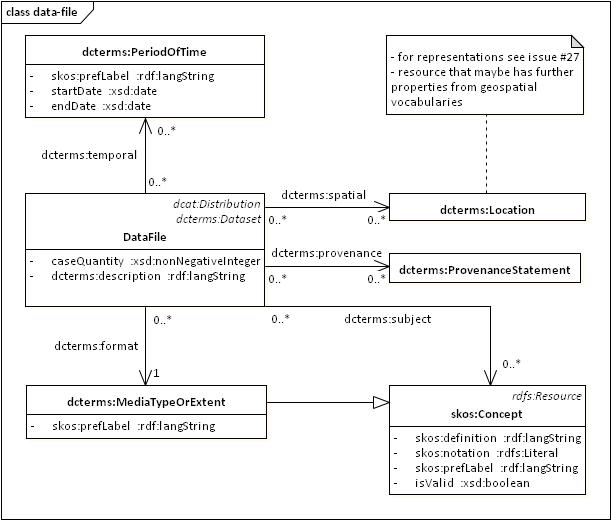 class data-file
dcterms:PeriodOfTime
- skos:prefLabel :rdf:langString
- startDate :xsd:date
- endDate :xsd:date
- for representations see issue #27
- resource that maybe has further
properties from geospatial
vocabularies
0..*
dcterms:temporal
0..*
dcat:Distribution
dcterms:Dataset
DataFile
- caseQuantity :xsd:nonNegativeInteger
- dcterms:description :rdf:langString
dcterms:spatial
0..* 0..*
dcterms:Location
dcterms:provenance
0..* 0..*
dcterms:ProvenanceStatement
0..* 0..* dcterms:subject
dcterms:format
0..*
1
dcterms:MediaTypeOrExtent
- skos:prefLabel :rdf:langString
rdfs:Resource
skos:Concept
- skos:definition :rdf:langString
- skos:notation :rdfs:Literal
- skos:prefLabel :rdf:langString
- isValid :xsd:boolean